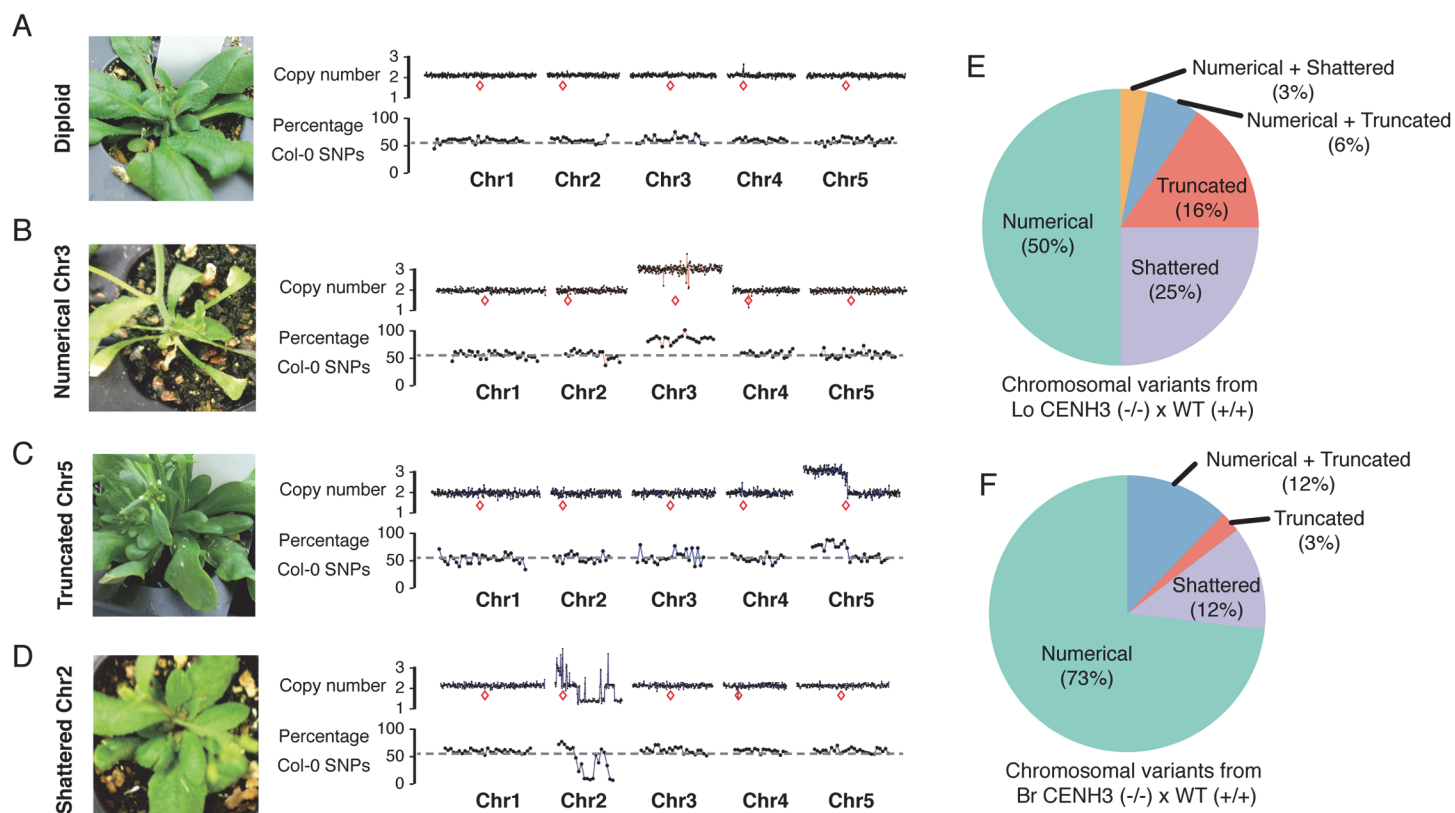 A
Diploid
Copy number
3
2
1
Percentage
Col-0 SNPs
100
50
0
Chr1
Chr2
Chr3
Chr4
Chr5
B
Numerical Chr3
Copy number
3
2
1
Percentage
Col-0 SNPs
100
50
0
Chr1
Chr2
Chr3
Chr4
Chr5
C
Truncated Chr5
Copy number
3
2
1
Percentage
Col-0 SNPs
100
50
0
Chr1
Chr2
Chr3
Chr4
Chr5
D
Shattered Chr2
Copy number
3
2
1
Percentage
Col-0 SNPs
100
50
0
Chr1
Chr2
Chr3
Chr4
Chr5
E
Numerical + Shattered
(3%)
Numerical + Truncated
(6%)
Truncated
(16%)
Numerical
(50%)
Shattered
(25%)
Chromosomal variants from
Lo CENH3 (-/-) x WT (+/+)
F
Numerical + Truncated
(12%)
Truncated
(3%)
Shattered
(12%)
Numerical
(73%)
Chromosomal variants from
Br CENH3 (-/-) x WT (+/+)